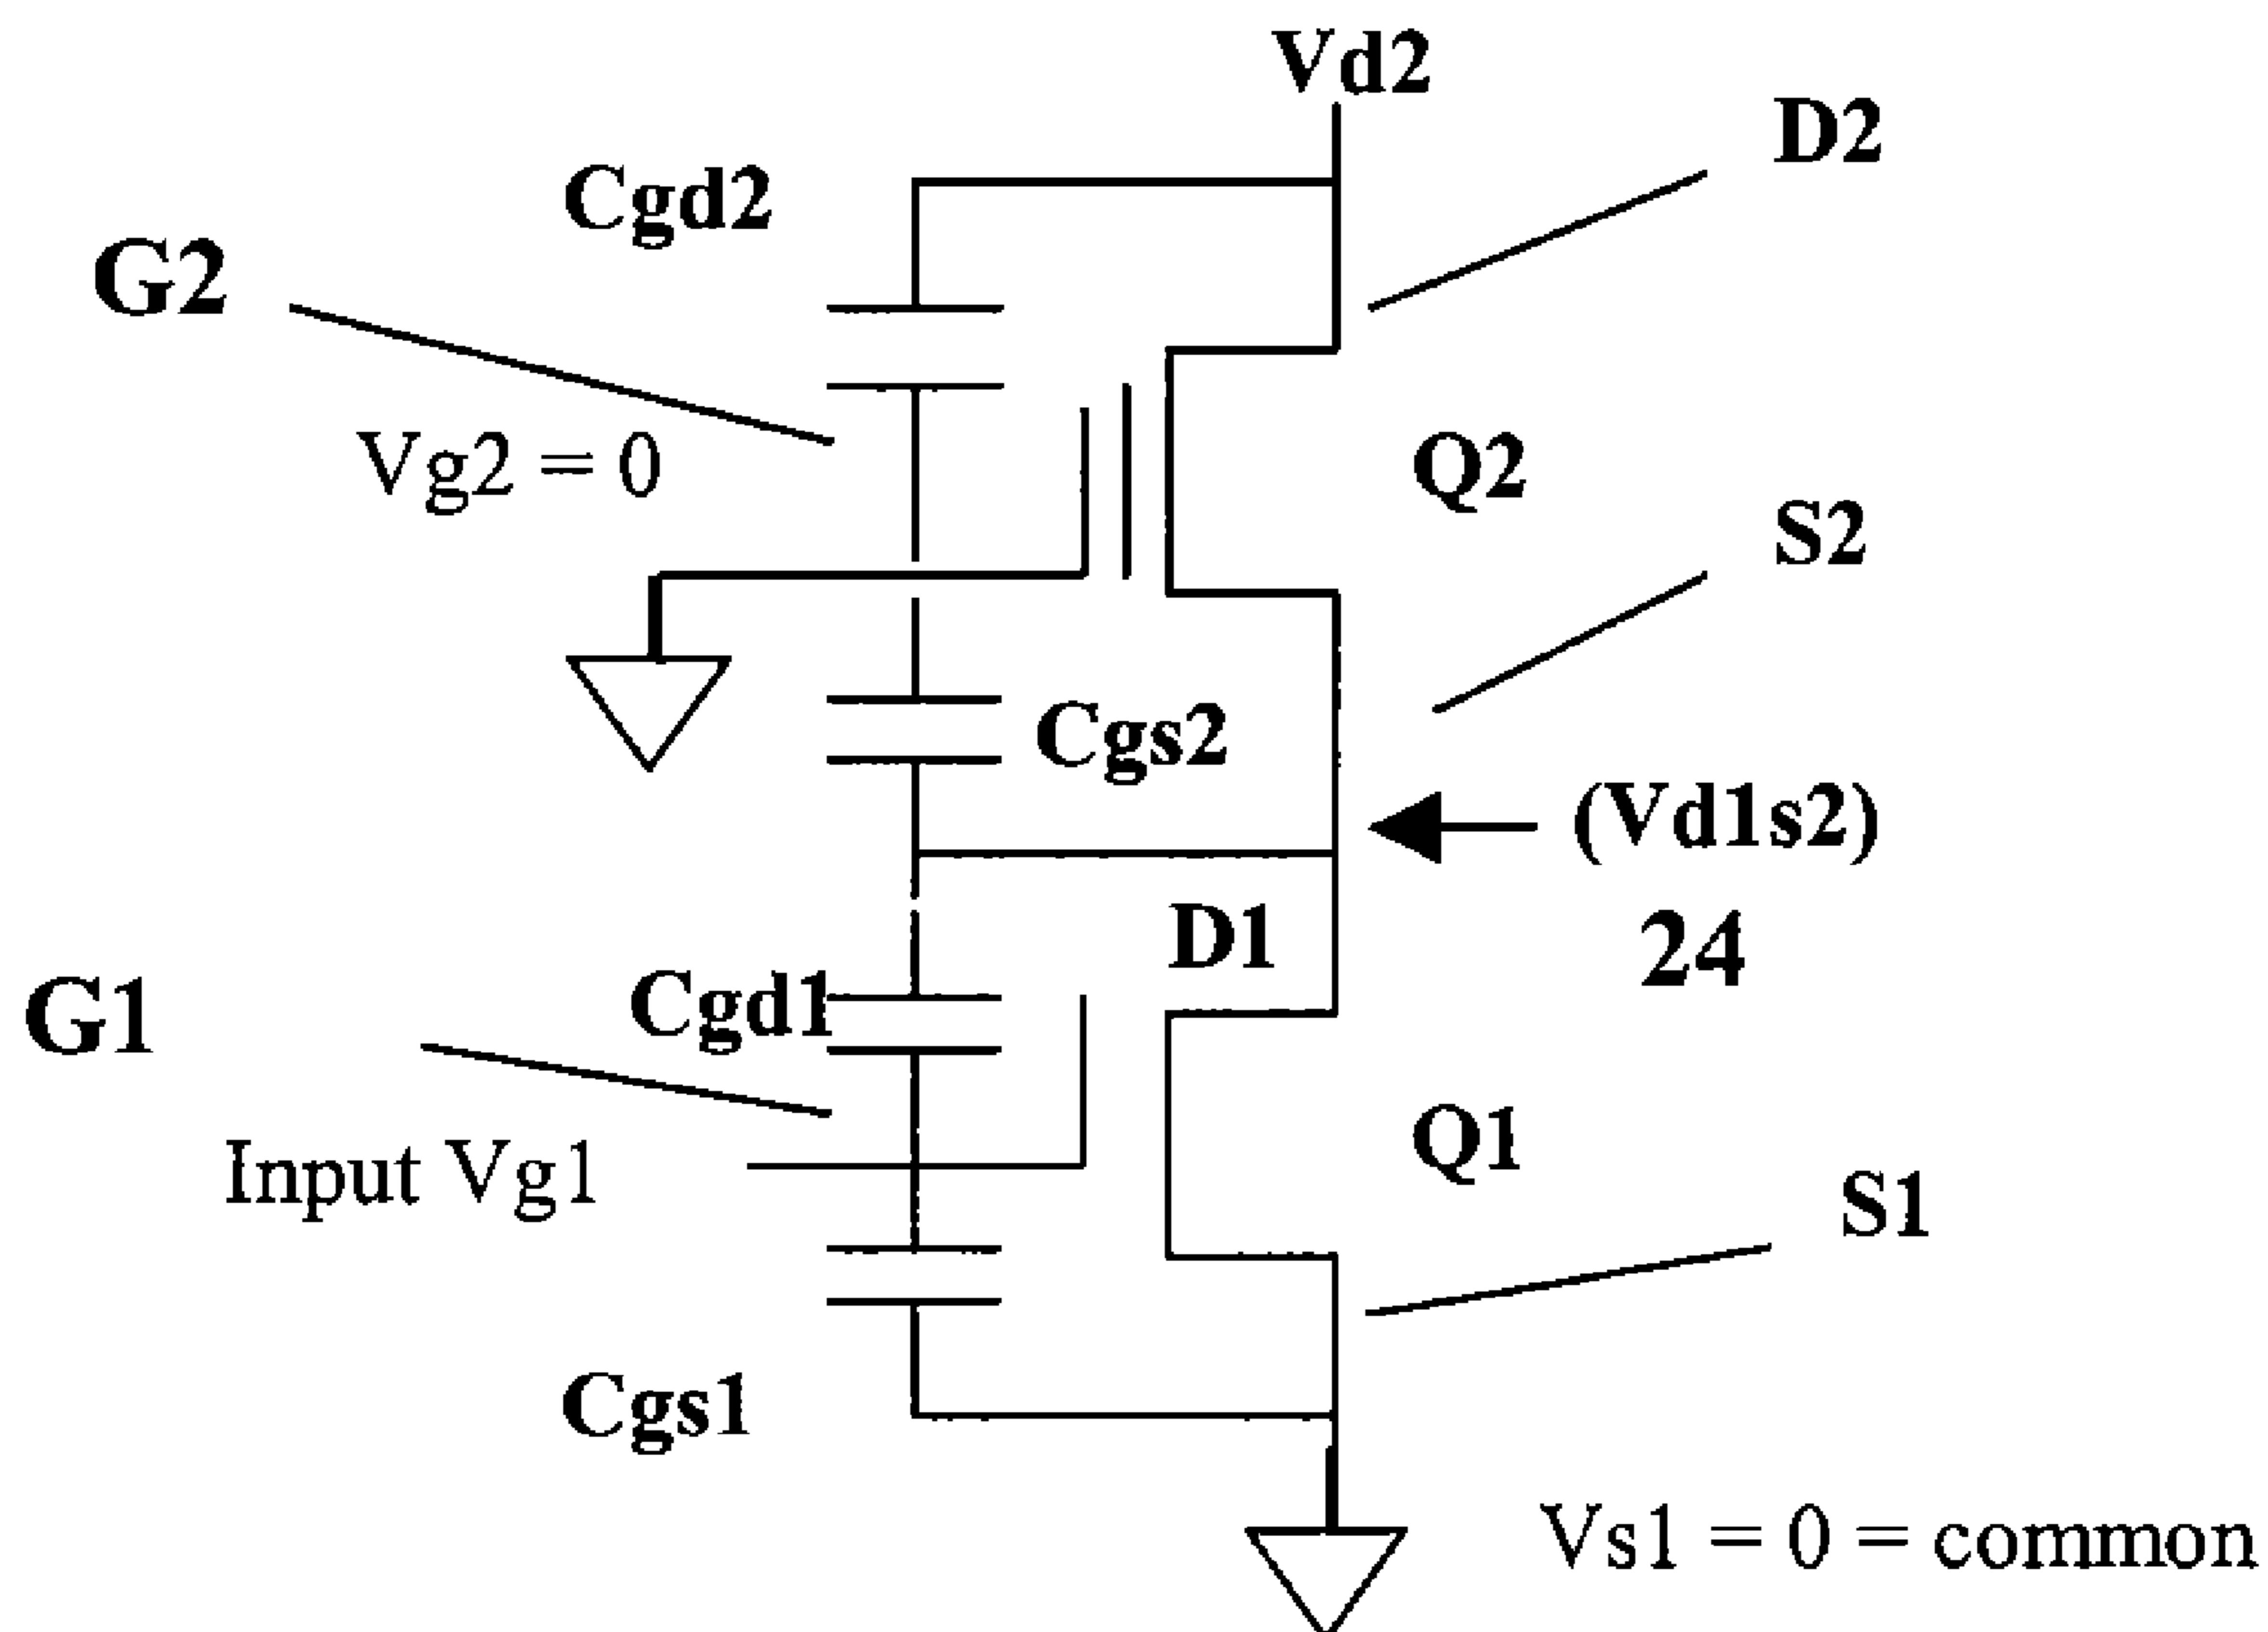 Vd2
D2
Cgd2
G2
Vg2 = 0
Q2
S2
Cgs2
(Vd1s2)
24
D1
Cgd1
G1
Input Vg1
Q1
S1
Cgs1
Vs1 = 0 = common